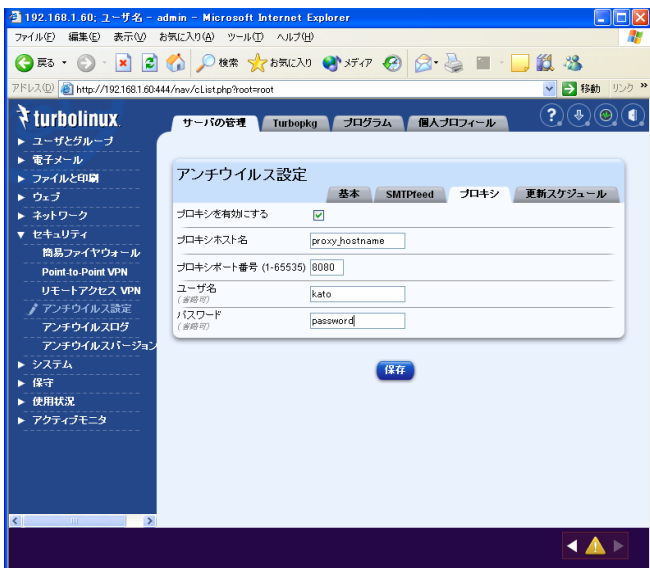 192.168.1.60; ユーザ名 - admin - Microsoft Internet Explorer
ファイル(F) 編集(E) 表示(V) お気に入り(A) ツール(T) ヘルプ(H)
戻る 検索 お気に入り メディア
アドレス(D) http://192.168.1.60:444/nav/cList.php?root=root 移動 リンク »
turbolinux
サーバの管理 Turbopkg プログラム 個人プロフィール
ユーザとグループ
電子メール
ファイルと印刷
ウェブ
ネットワーク
セキュリティ
簡易ファイヤウォール
Point-to-Point VPN
リモートアクセス VPN
アンチウイルス設定
アンチウイルスログ
アンチウイルスバージョン
システム
保守
使用状況
アクティブモニタ
アンチウイルス設定
基本 SMTPfeed プロキシ 更新スケジュール
プロキシを有効にする
プロキシホスト名 proxy_hostname
プロキシポート番号 (1-65535) 8080
ユーザ名 kato
(省略可)
パスワード password
(省略可)
保存